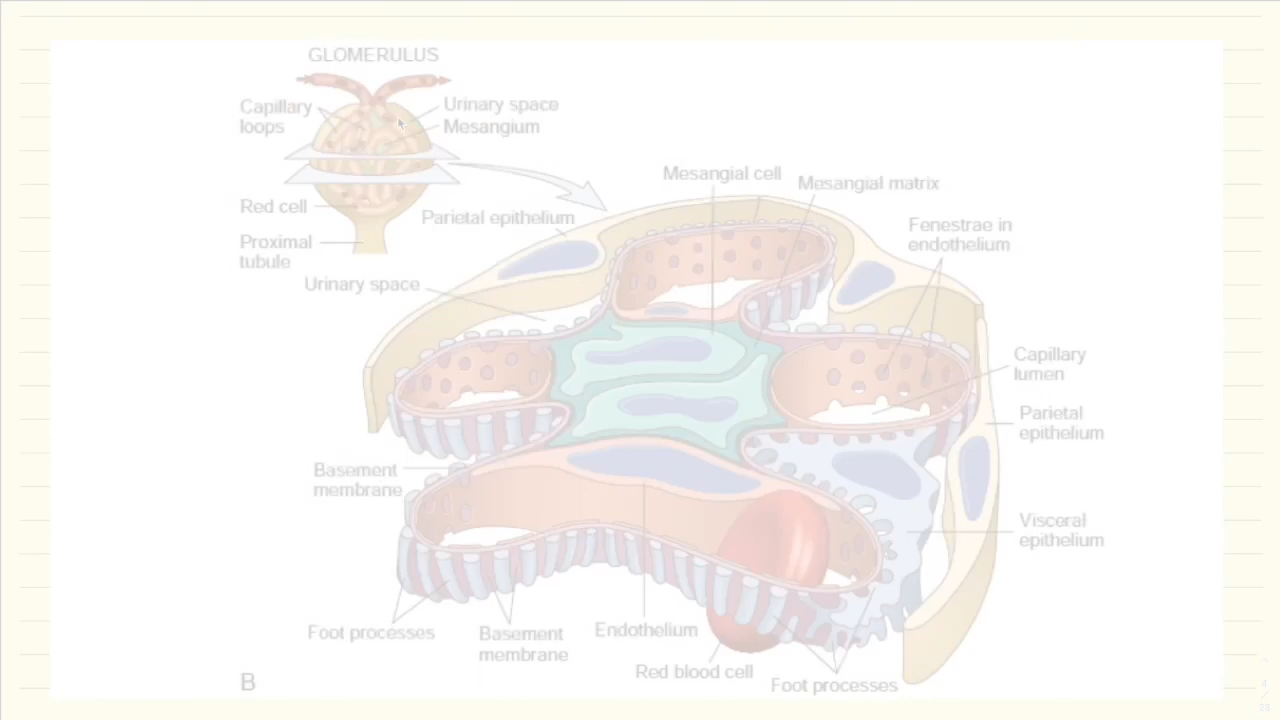 GLOMERULUS
Capillary
loops
Urinary space
Mesangium
Red cell
Proximal
tubule
Parietal epithelium
Urinary space
Mesangial cell
Mesangial matrix
Fenestrae in
endothelium
Capillary
lumen
Parietal
epithelium
Basement
membrane
Visceral
epithelium
Foot processes
Basement
membrane
Endothelium
Red blood cell
Foot processes
B
4
/
28